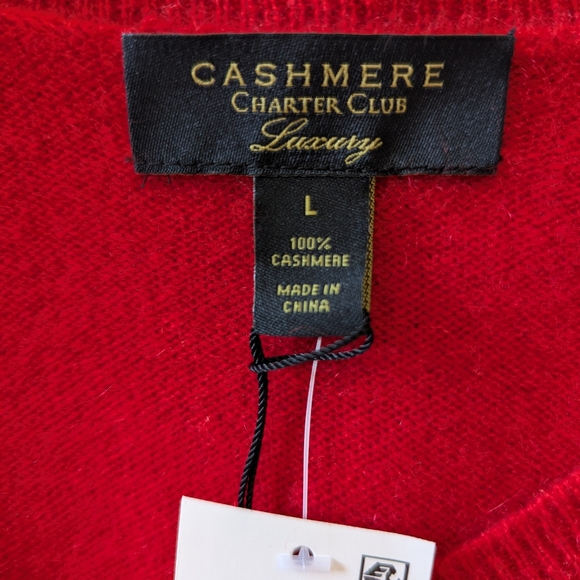 CASHMERE
CHARTER CLUB
Luxury
L
100%
CASHMERE
MADE IN
CHINA